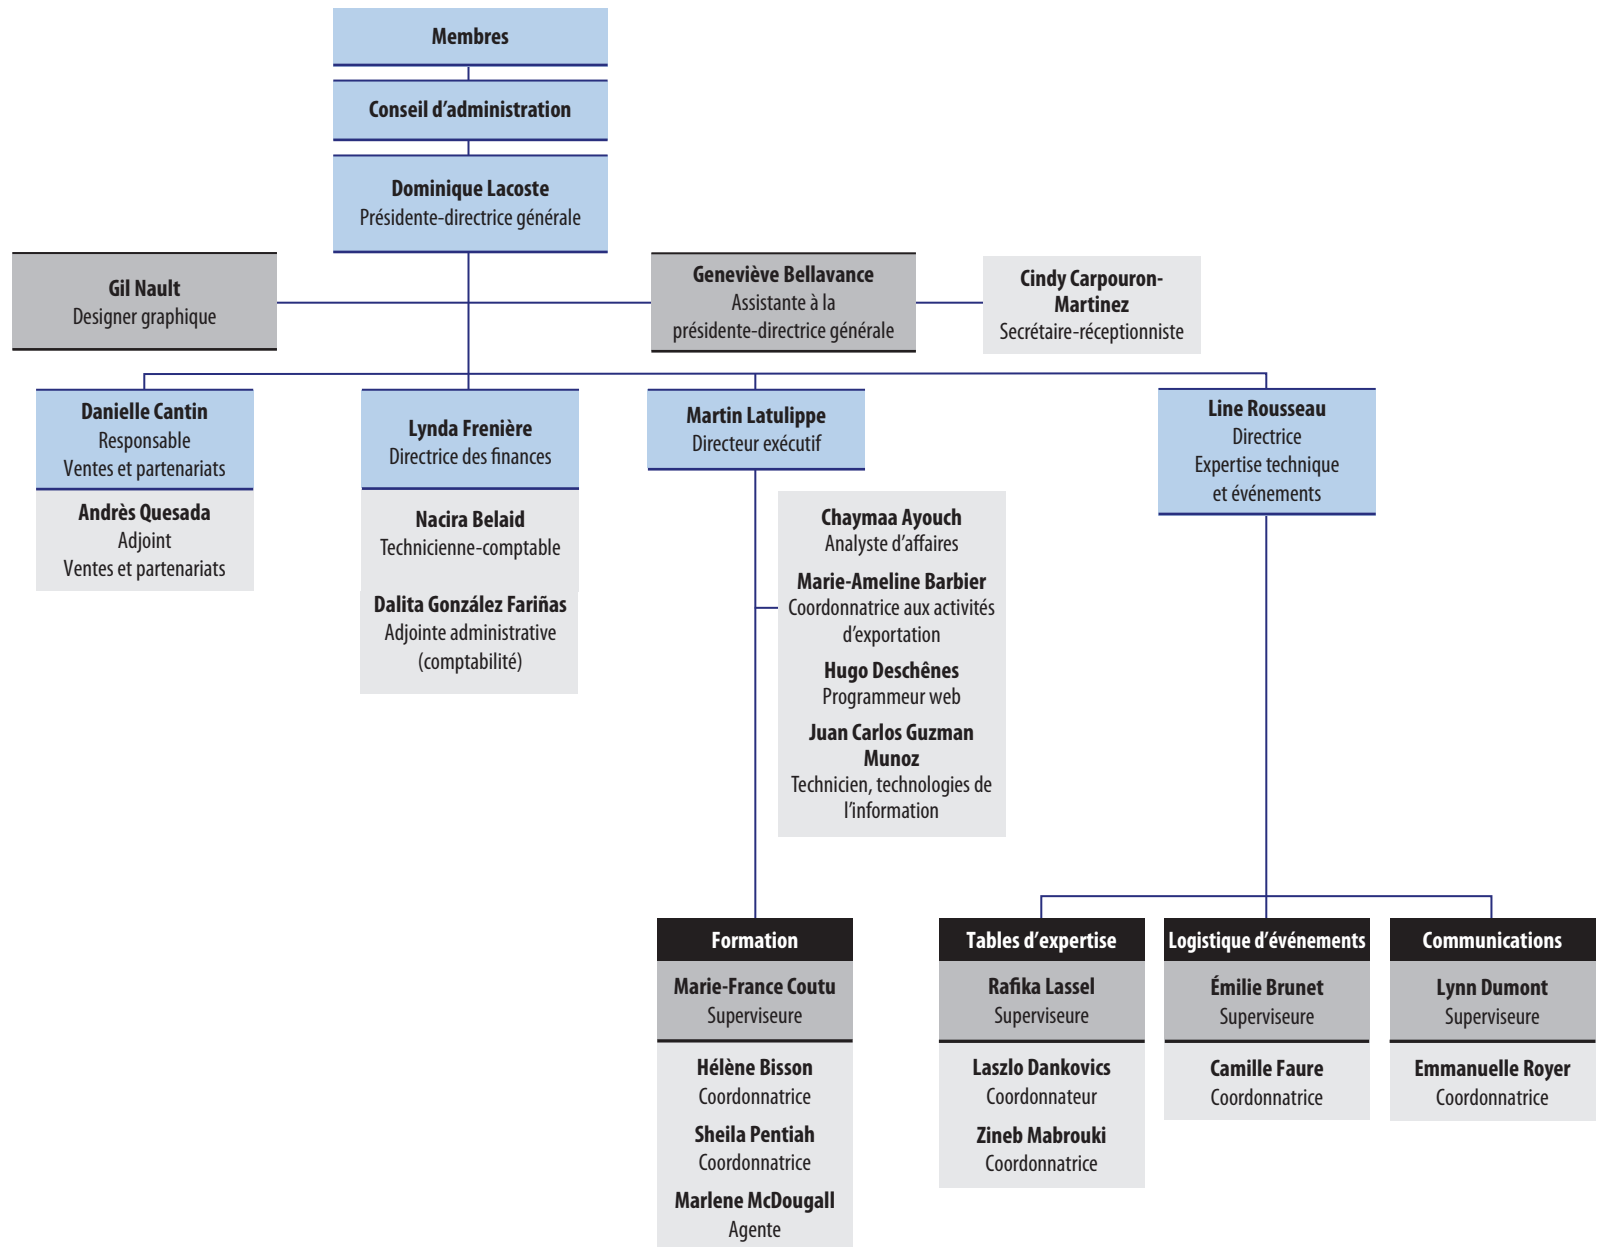 Membres
Conseil d’administration
Dominique Lacoste
Présidente-directrice générale
Gil Nault
Designer graphique
Geneviève Bellavance
Assistante à la
présidente-directrice générale
Cindy Carpouron-
Martinez
Secrétaire-réceptionniste
Danielle Cantin
Responsable
Ventes et partenariats
Andrès Quesada
Adjoint
Ventes et partenariats
Lynda Frenière
Directrice des finances
Nacira Belaid
Technicienne-comptable
Dalita González Fariñas
Adjointe administrative
(comptabilité)
Martin Latulippe
Directeur exécutif
Chaymaa Ayouch
Analyste d’affaires
Marie-Ameline Barbier
Coordonnatrice aux activités
d’exportation
Hugo Deschênes
Programmeur web
Juan Carlos Guzman
Munoz
Technicien, technologies de
l’information
Line Rousseau
Directrice
Expertise technique
et événements
Formation
Marie-France Coutu
Superviseure
Hélène Bisson
Coordonnatrice
Sheila Pentiah
Coordonnatrice
Marlene McDougall
Agente
Tables d’expertise
Rafika Lassel
Superviseure
Laszlo Dankovics
Coordonnateur
Zineb Mabrouki
Coordonnatrice
Logistique d’événements
Émilie Brunet
Superviseure
Camille Faure
Coordonnatrice
Communications
Lynn Dumont
Superviseure
Emmanuelle Royer
Coordonnatrice